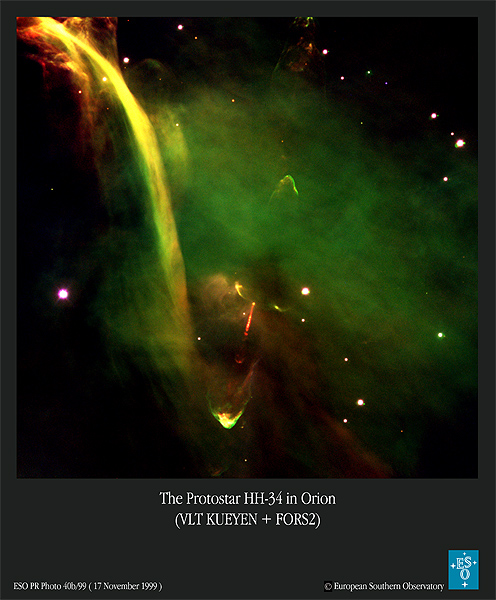 The Protostar HH-34 in Orion
(VLT KUEYEN + FORS2)
ESO PR Photo 40b/99 ( 17 November 1999 )
© European Southern Observatory
ES
O